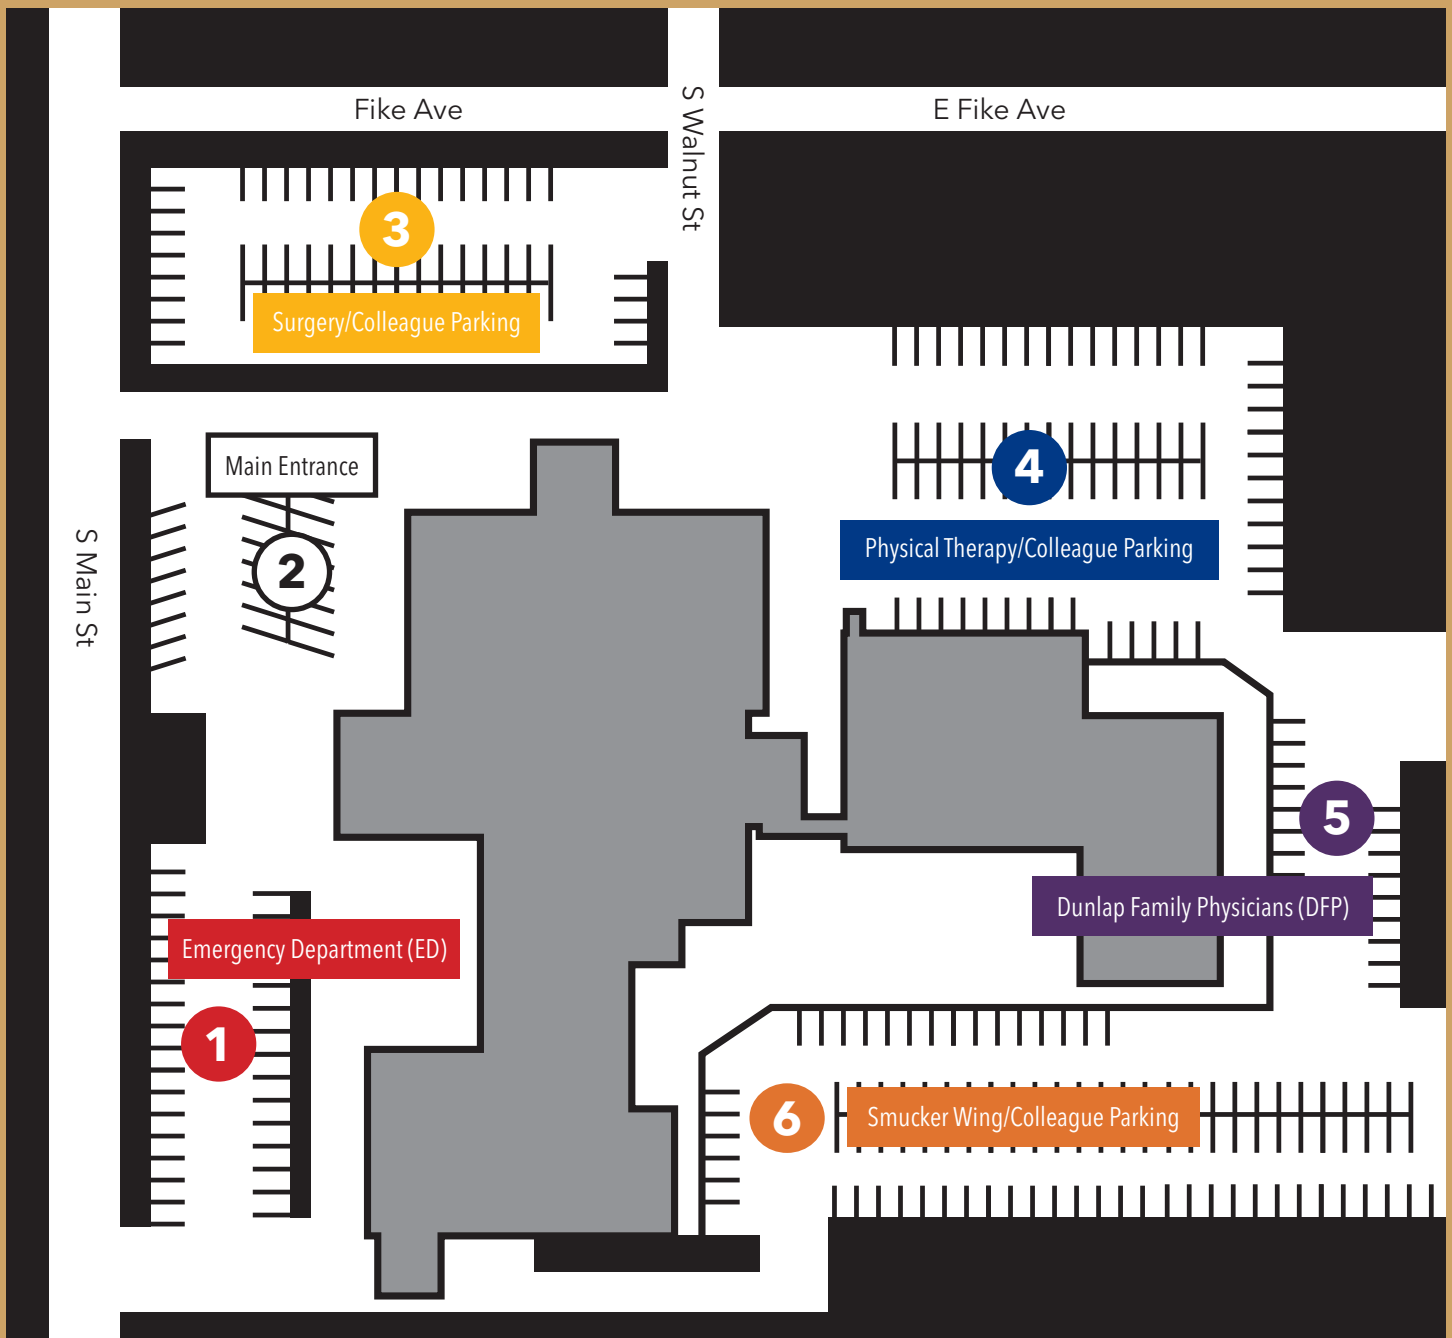 Fike Ave
E Fike Ave
S Walnut St
3
Surgery/Colleague Parking
Main Entrance
2
S Main St
4
Physical Therapy/Colleague Parking
5
Dunlap Family Physicians (DFP)
Emergency Department (ED)
1
6
Smucker Wing/Colleague Parking